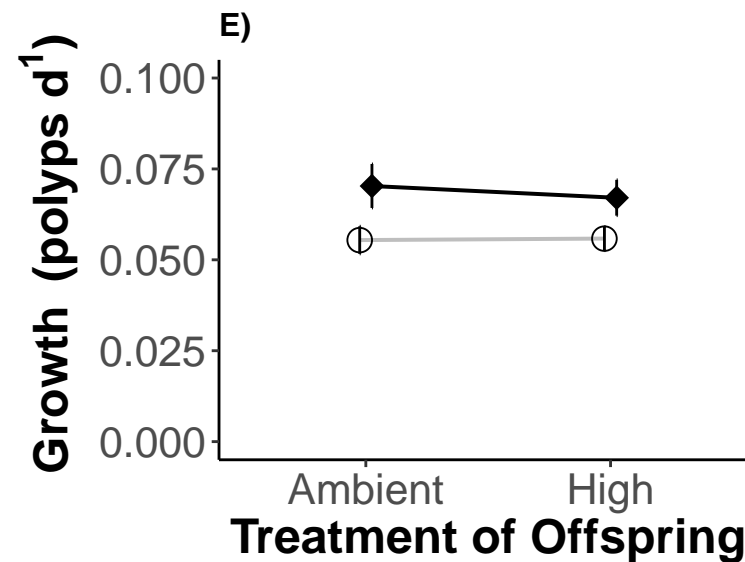 E)
Growth (polyps d¹)
0.100
0.075
0.050
0.025
0.000
Ambient High
Treatment of Offspring